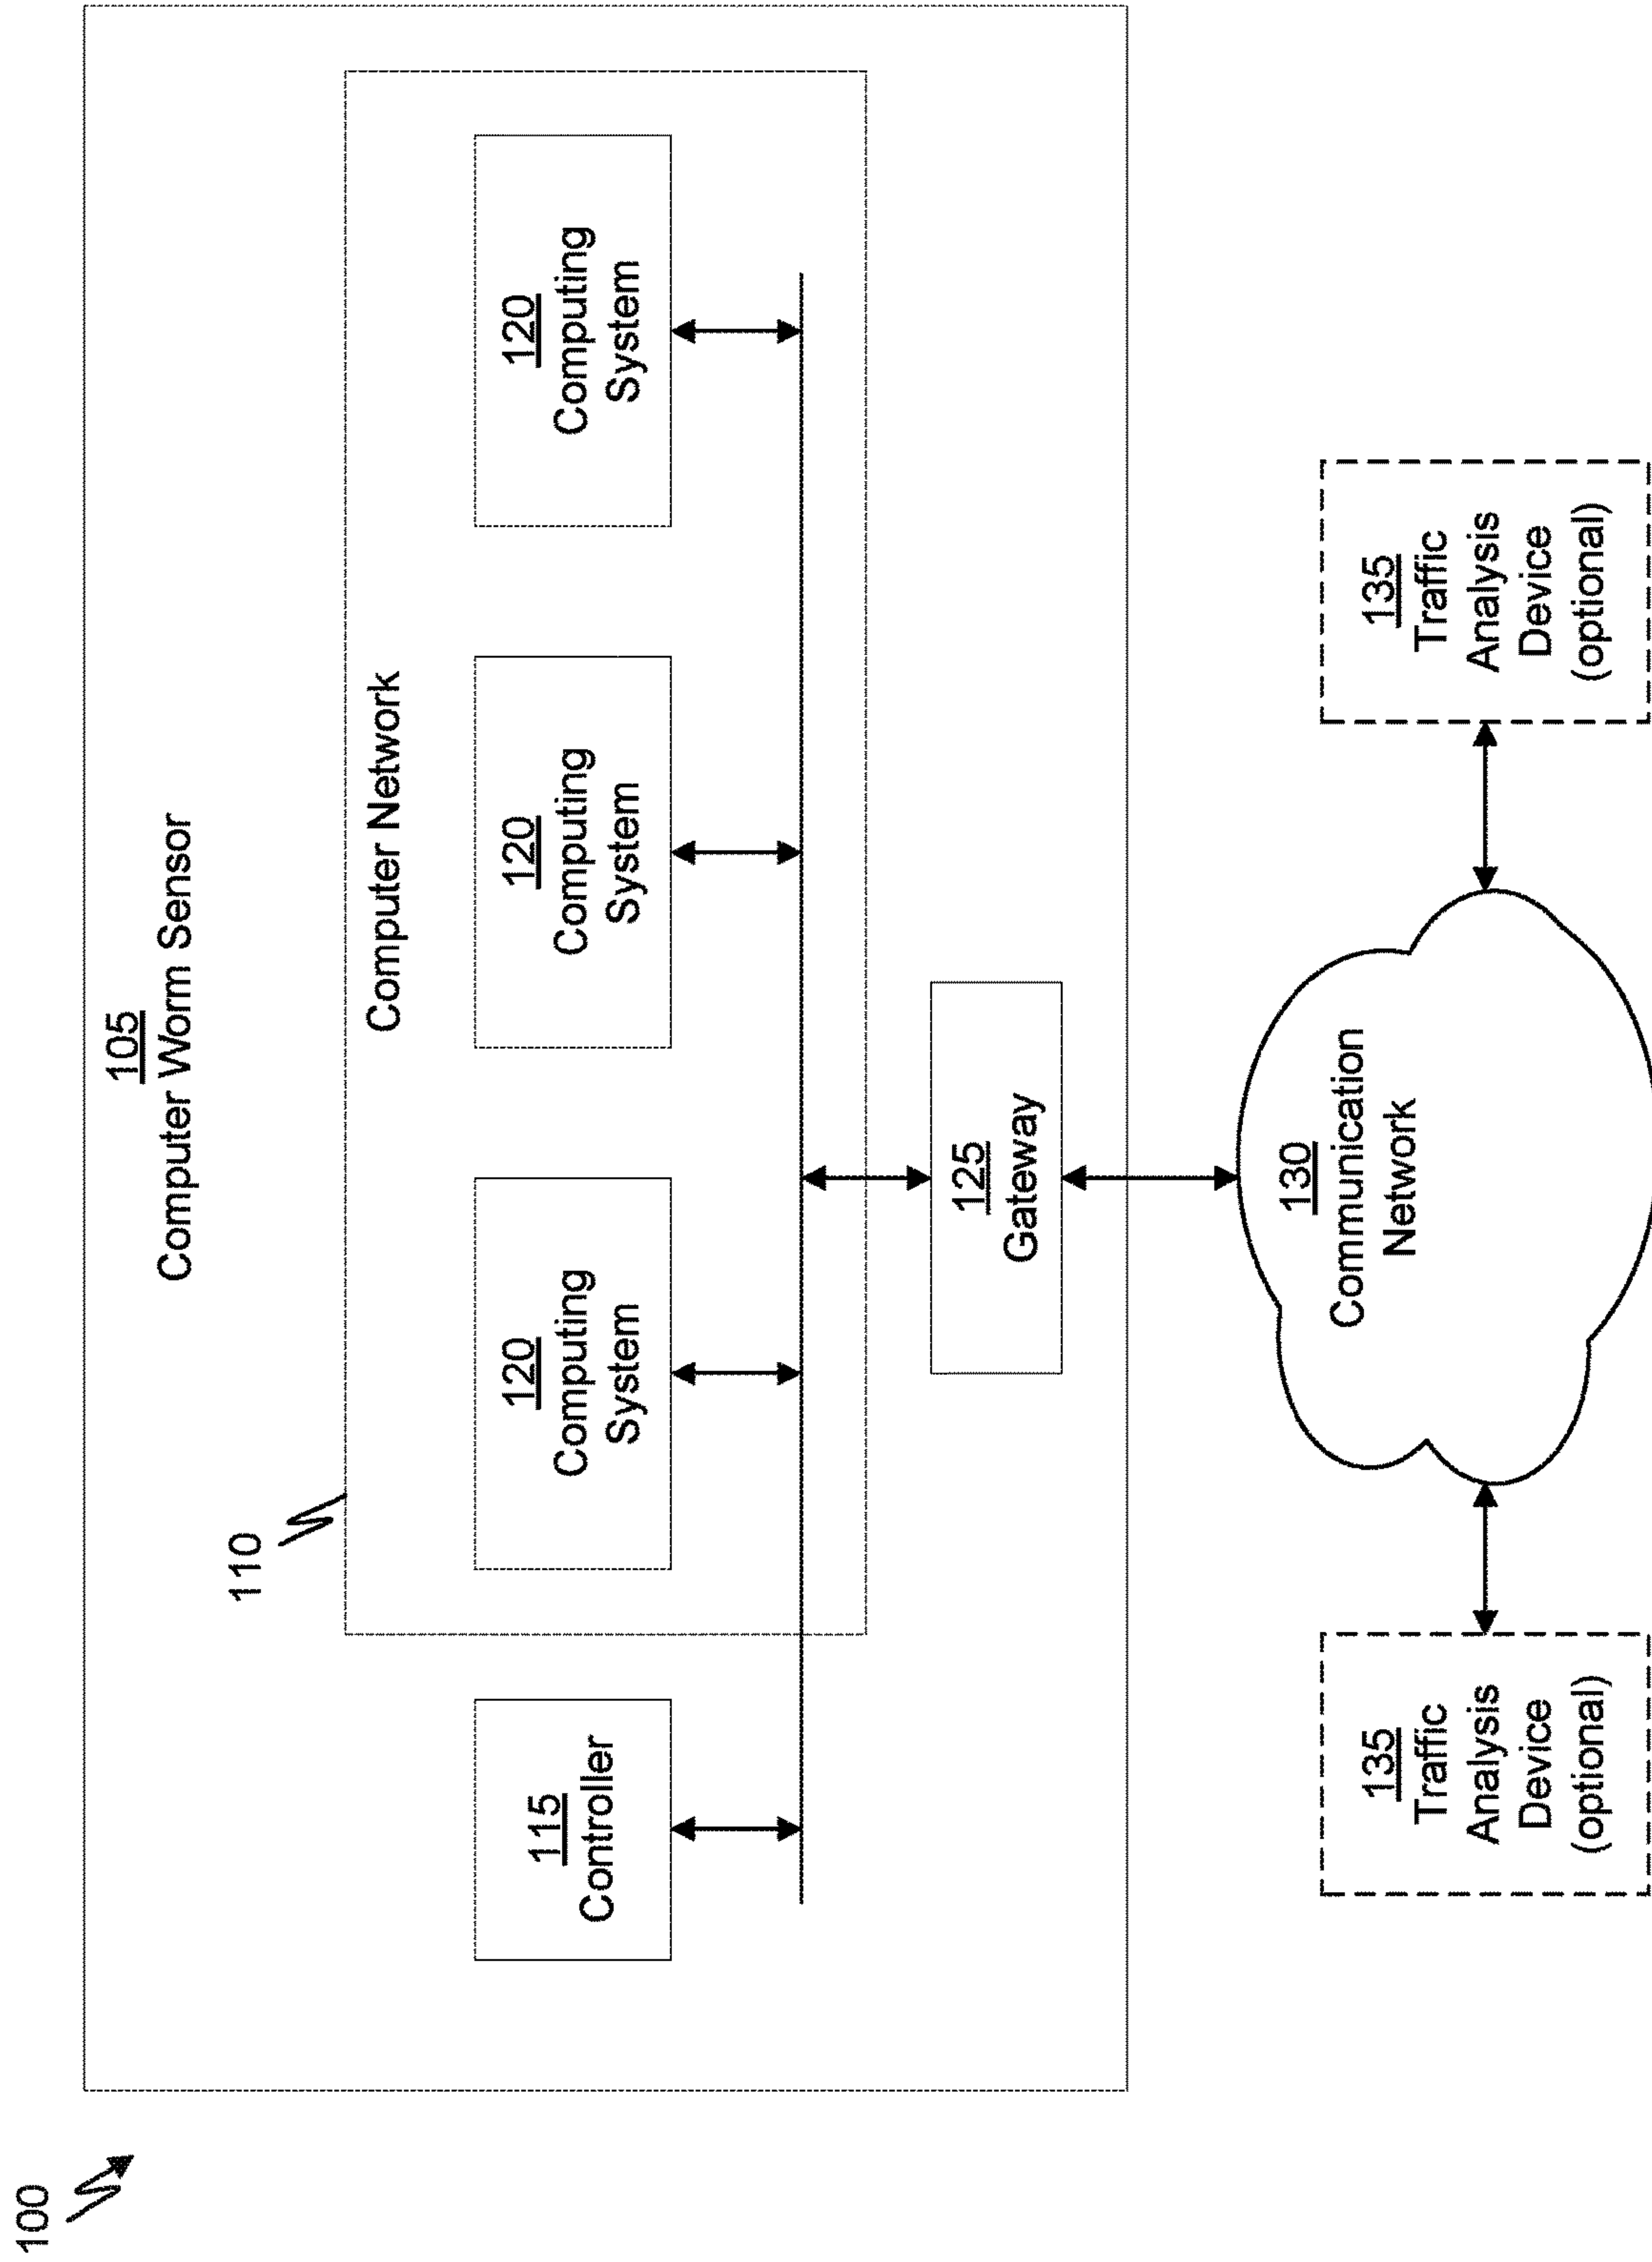 100
105
Computer Worm Sensor
110
Computer Network
115
Controller
120
Computing
System
120
Computing
System
120
Computing
System
125
Gateway
130
Communication
Network
135
Traffic
Analysis
Device
(optional)
135
Traffic
Analysis
Device
(optional)